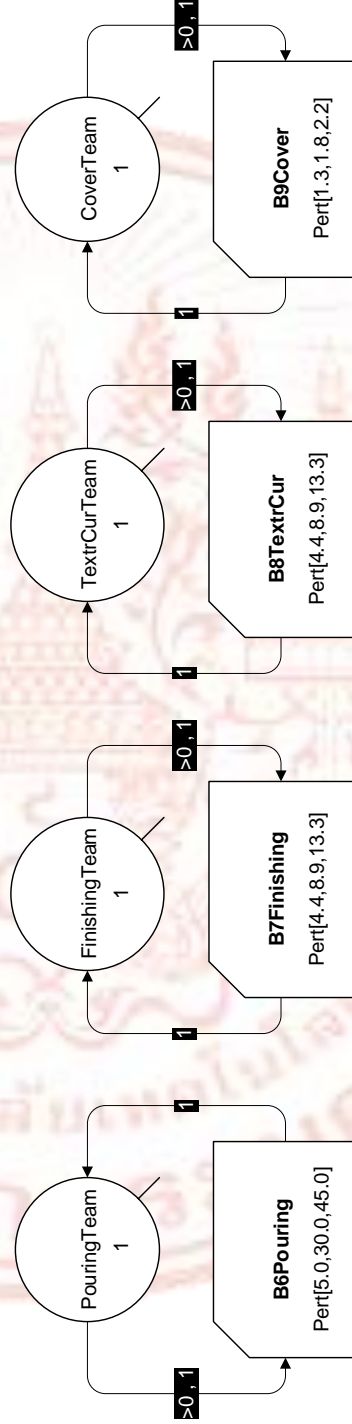 PouringTeam
1
>0 , 1
1
B6Pouring
Pert[5.0,30.0,45.0]
FinishingTeam
1
1
>0 , 1
B7Finishing
Pert[4.4,8.9,13.3]
TextrCurTeam
1
1
>0 , 1
B8TextrCur
Pert[4.4,8.9,13.3]
CoverTeam
1
1
>0 , 1
B9Cover
Pert[1.3,1.8,2.2]